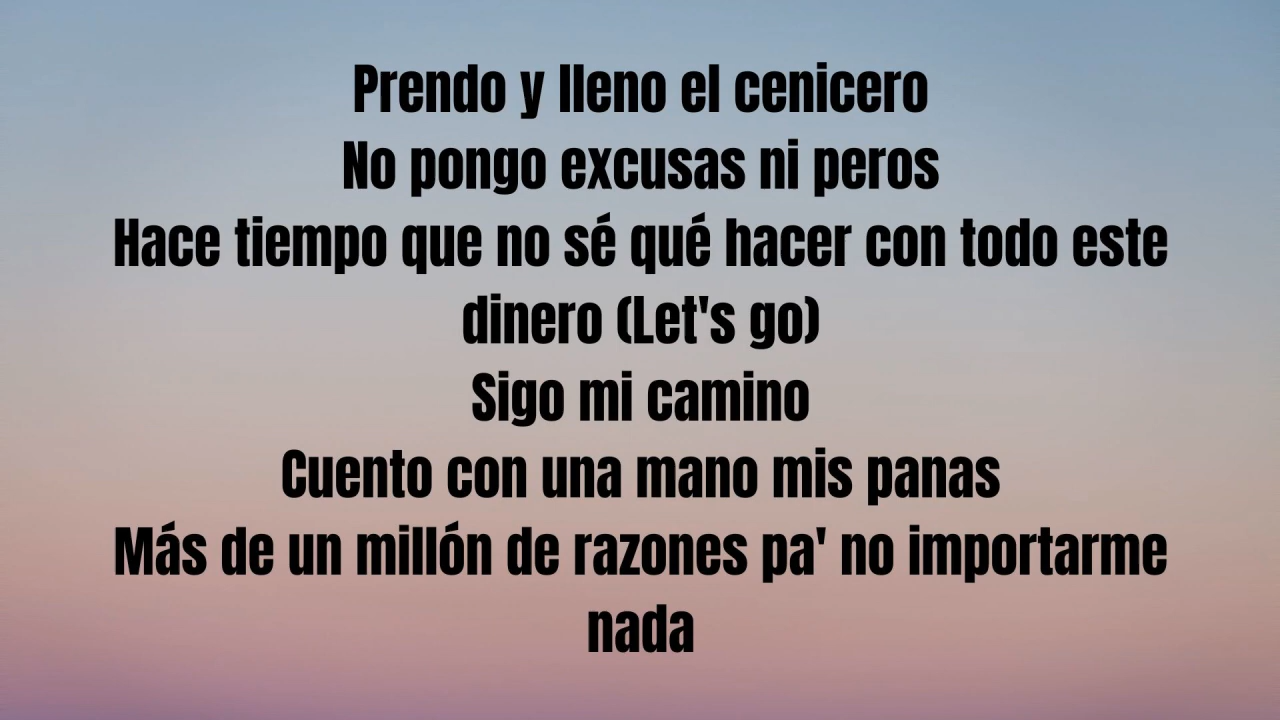 Prendo y lleno el cenicero
No pongo excusas ni peros
Hace tiempo que no sé qué hacer con todo este
dinero (Let's go)
Sigo mi camino
Cuento con una mano mis panas
Más de un millón de razones pa' no importarme
nada